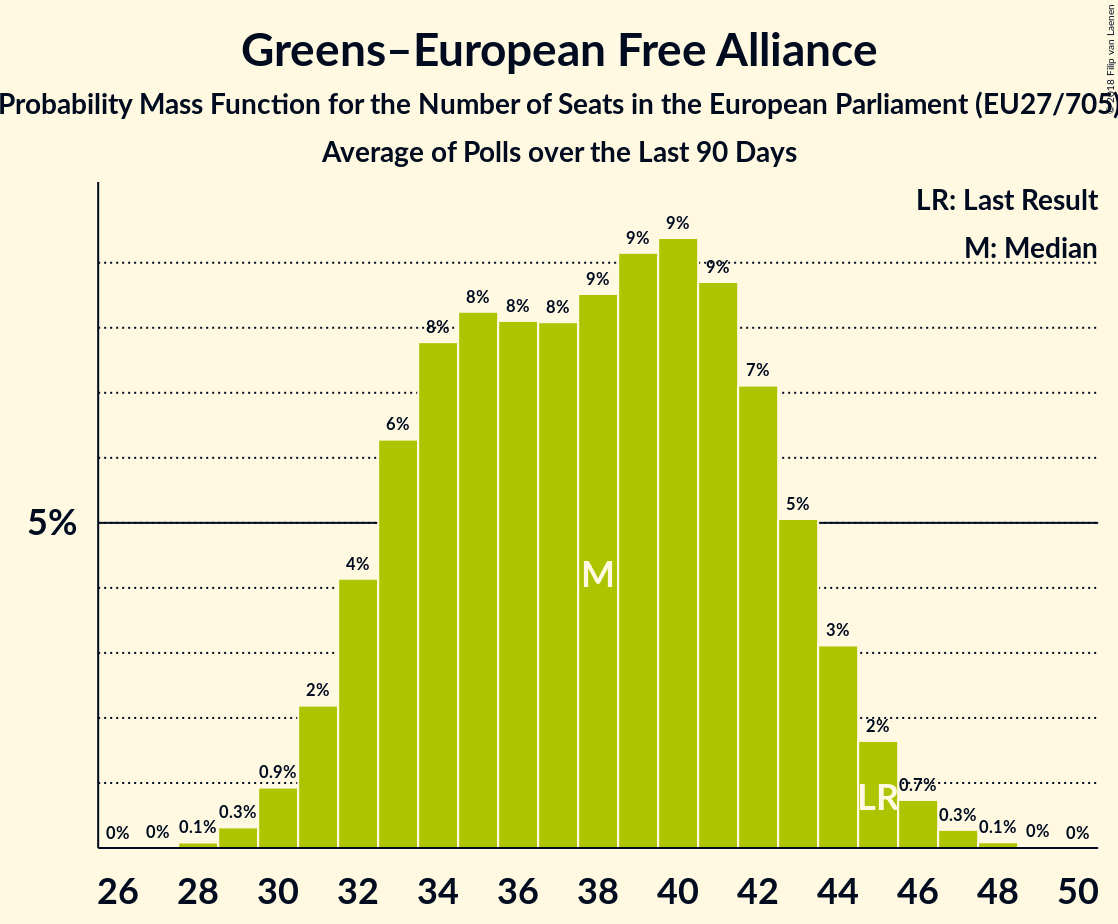 Greens–European Free Alliance
Probability Mass Function for the Number of Seats in the European Parliament (EU27/705)
Average of Polls over the Last 90 Days
© 2018 Filip van Laenen
LR: Last Result
M: Median
5%
0% 0% 0.1% 0.3% 0.9% 2% 4% 6% 8% 8% 8% 8% 9% 9% 9% 9% 7% 5% 3% 2% 0.7% 0.3% 0.1% 0% 0%
M
LR
26 28 30 32 34 36 38 40 42 44 46 48 50